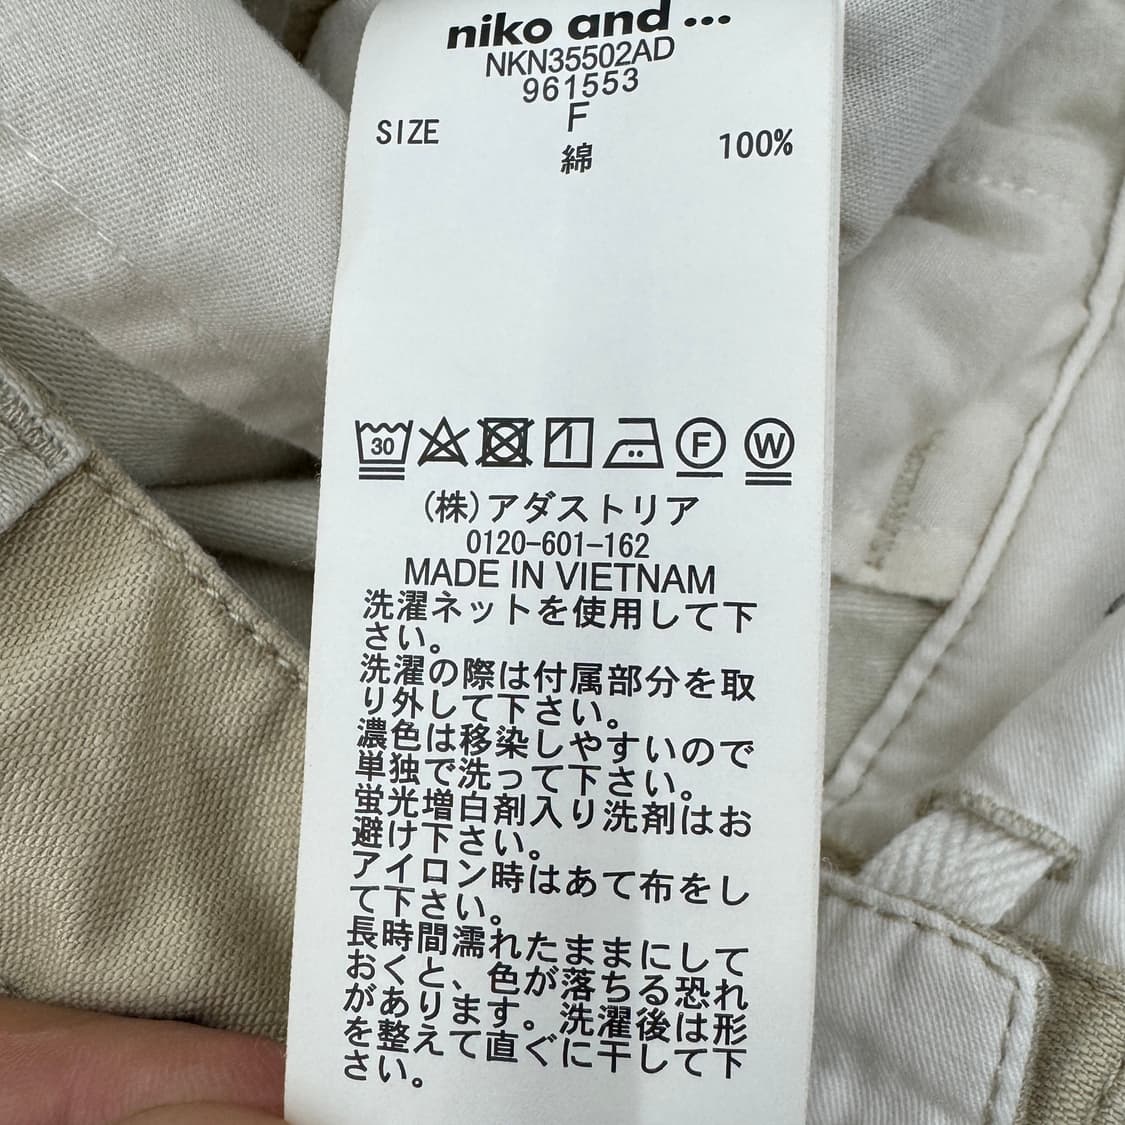 niko and ...
NKN35502AD
961553
SIZE F
綿 100%
30 F W
(株)アダストリア
0120-601-162
MADE IN VIETNAM
洗濯ネットを使用して下
さい。
洗濯の際は付属部分を取
り外して下さい。
濃色は移染しやすいので
単独で洗って下さい。
蛍光増白剤入り洗剤はお
避け下さい。
アイロン時はあて布をし
て下さい。
長時間濡れたままにして
おくと、色が落ちる恐れ
があります。洗濯後は形
を整えて直ぐに干して下
さい。